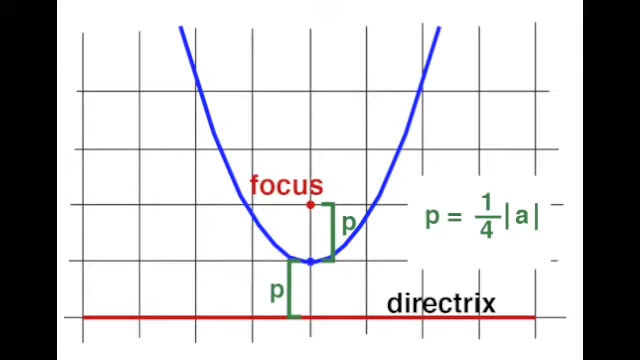 focus
p
p = 1/4 |a|
p
directrix